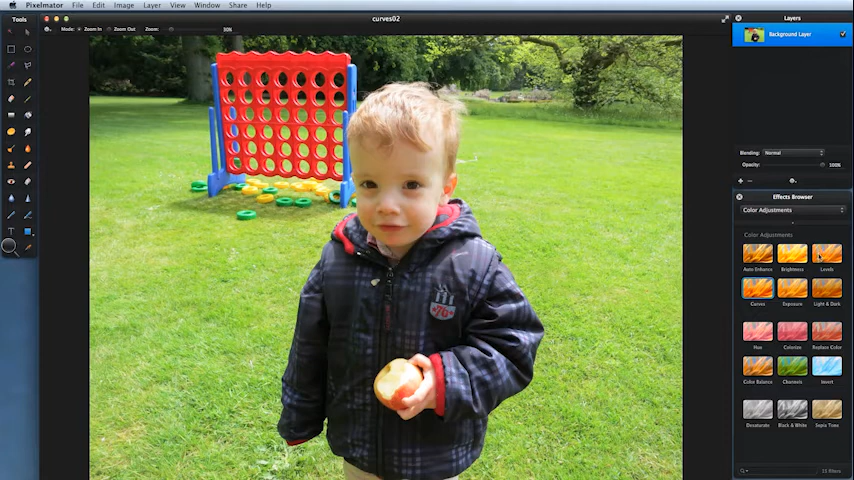 Pixelmator File Edit Image Layer View Window Share Help
Tools
curves02
Mode: Zoom In Zoom Out Zoom: 80%
Layers
Background Layer
Blending: Normal
Opacity: 100%
Effects Browser
Color Adjustments
Color Adjustments
Auto Enhance Brightness Levels
Curves Exposure Light & Dark
Hue Colorize Replace Color
Color Balance Channels Invert
Desaturate Black & White Sepia Tone
76